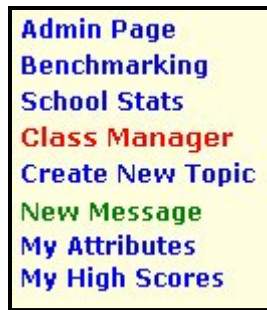 Admin Page
Benchmarking
School Stats
Class Manager
Create New Topic
New Message
My Attributes
My High Scores